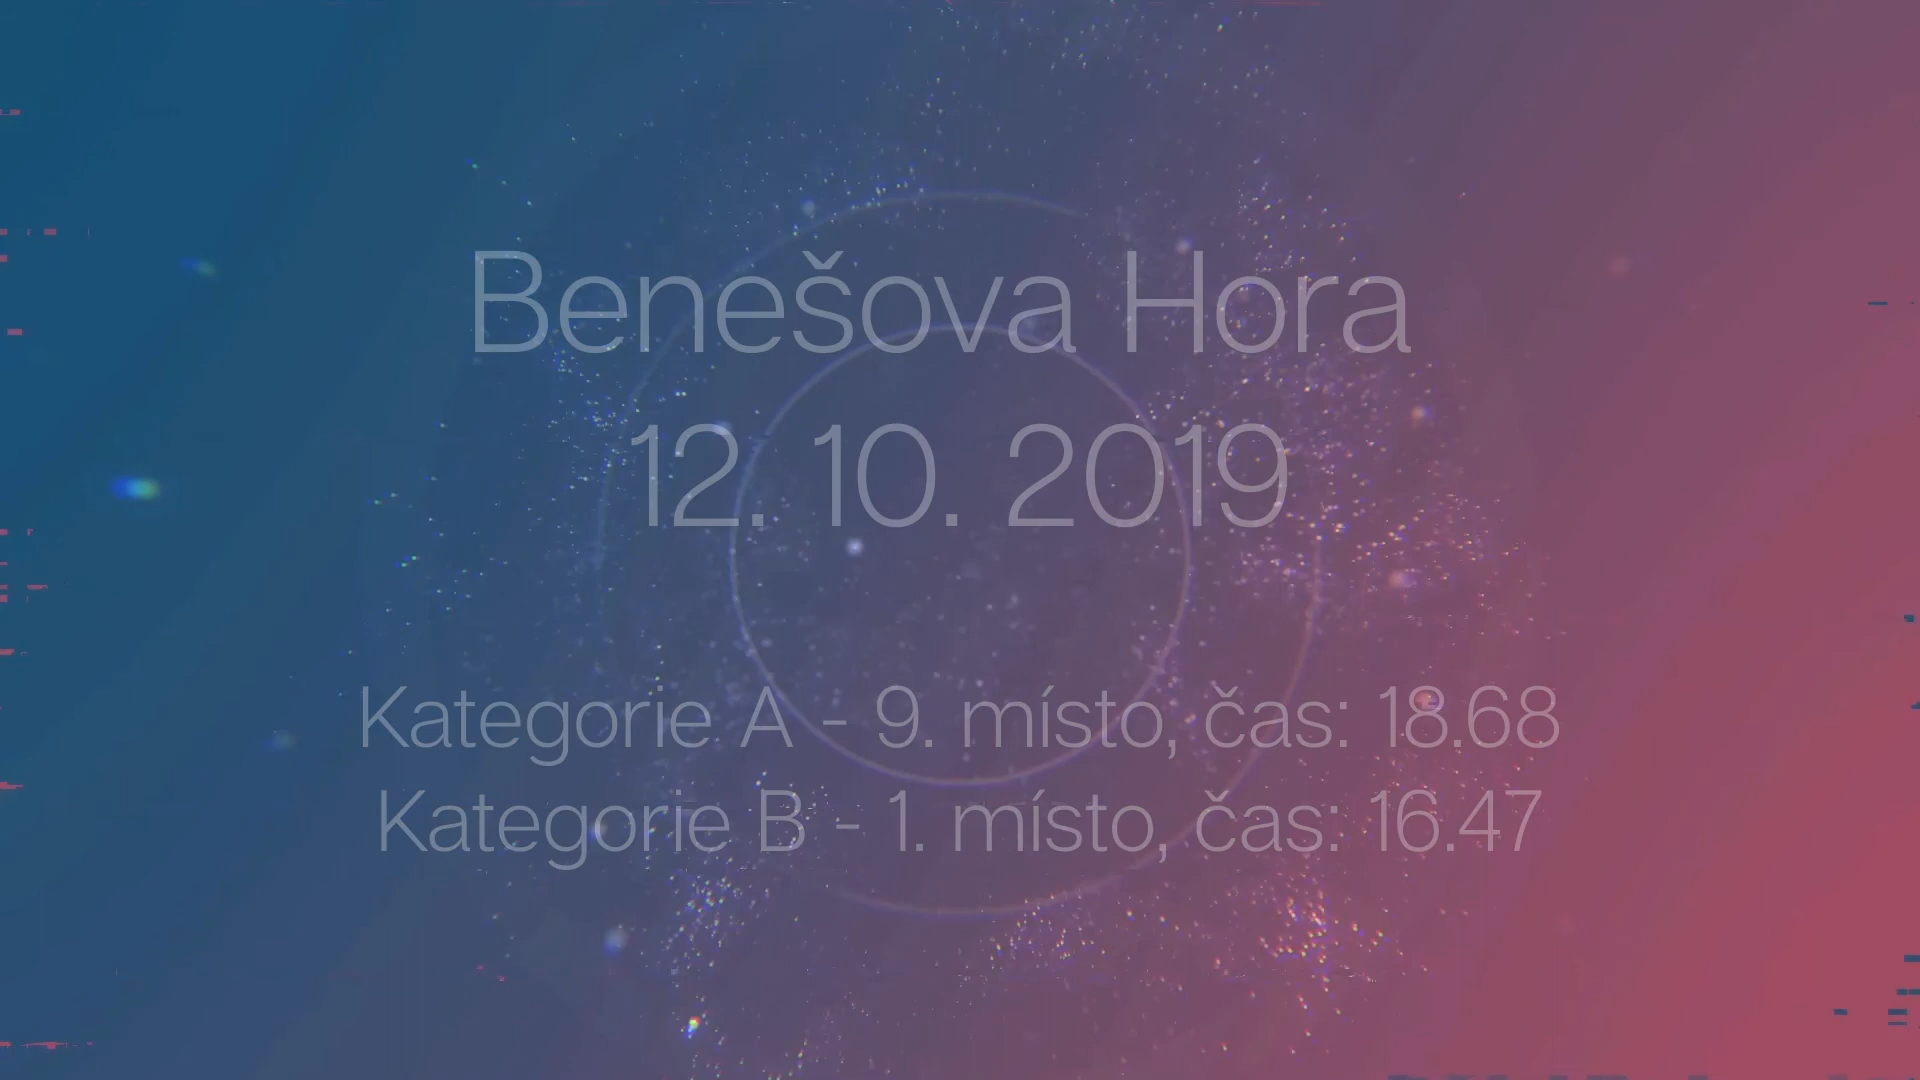 Benešova Hora
12. 10. 2019
Kategorie A - 9. místo, čas: 18.68
Kategorie B - 1. místo, čas: 16.47